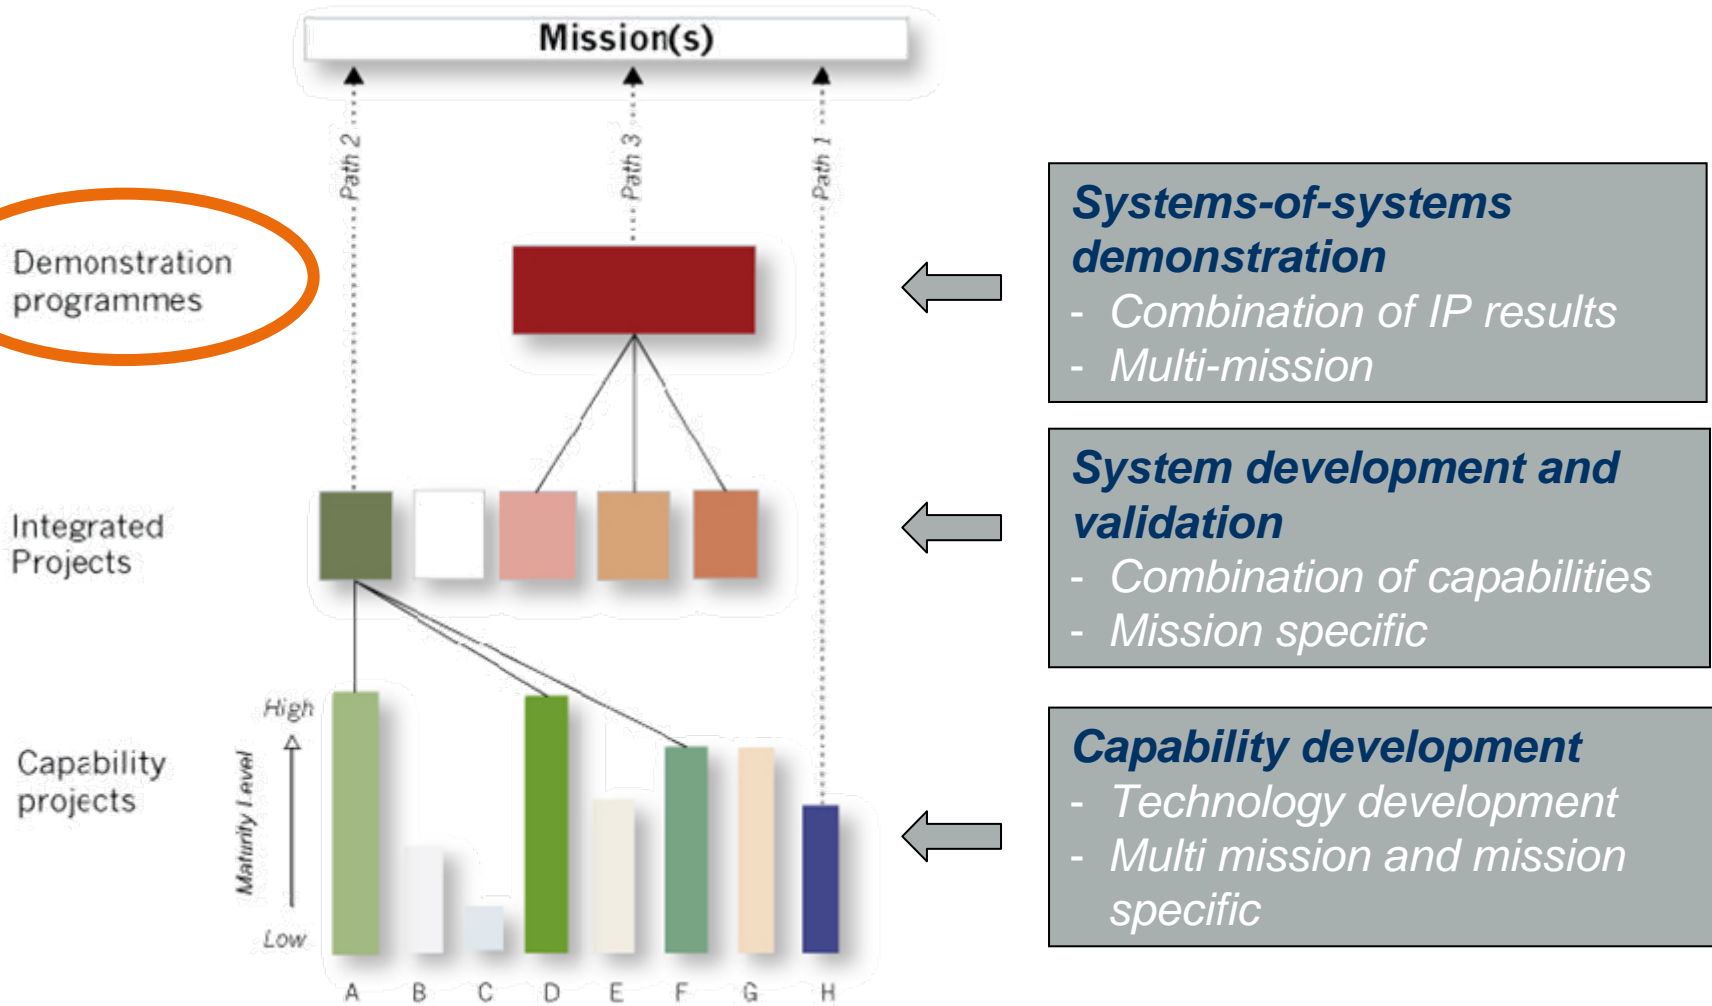 Mission(s)
Path 2
Path 3
Path 1
Demonstration
programmes
Systems-of-systems
demonstration
- Combination of IP results
- Multi-mission
Integrated
Projects
System development and
validation
- Combination of capabilities
- Mission specific
Capability
projects
High
Maturity Level
Low
A B C D E F G H
Capability development
- Technology development
- Multi mission and mission
specific